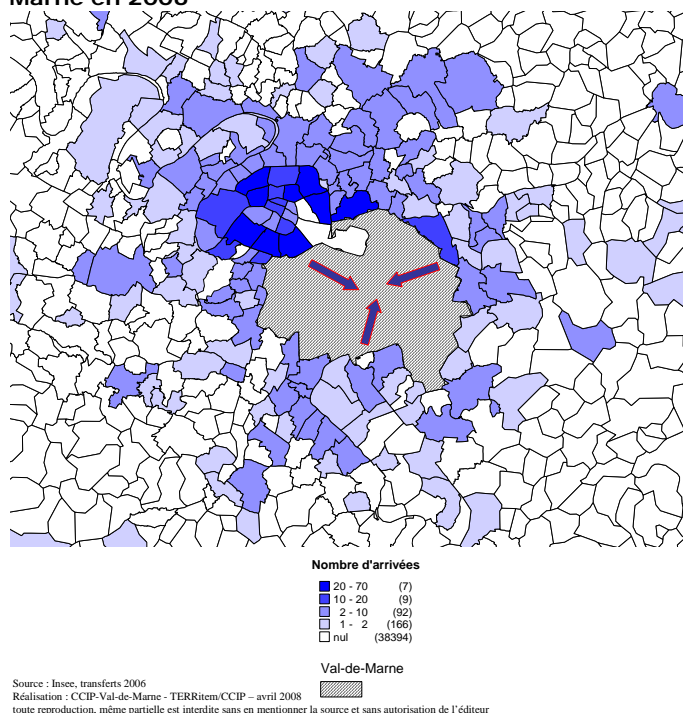 Marne en 2006
Nombre d'arrivées
20 - 70 (7)
10 - 20 (9)
2 - 10 (92)
1 - 2 (166)
nul (38394)
Val-de-Marne
Source : Insee, transferts 2006
Réalisation : CCIP-Val-de-Marne - TERRitem/CCIP – avril 2008
toute reproduction, même partielle est interdite sans en mentionner la source et sans autorisation de l'éditeur